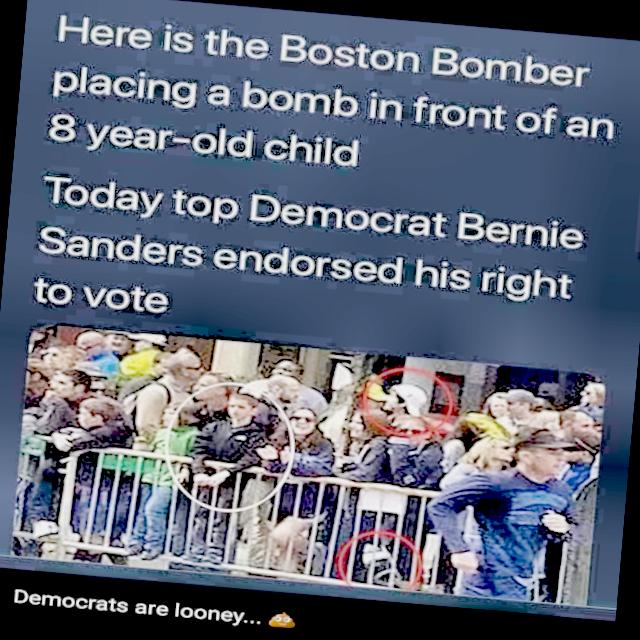 Here is the Boston Bomber
placing a bomb in front of an
8 year-old child
Today top Democrat Bernie
Sanders endorsed his right
to vote
Democrats are looney...